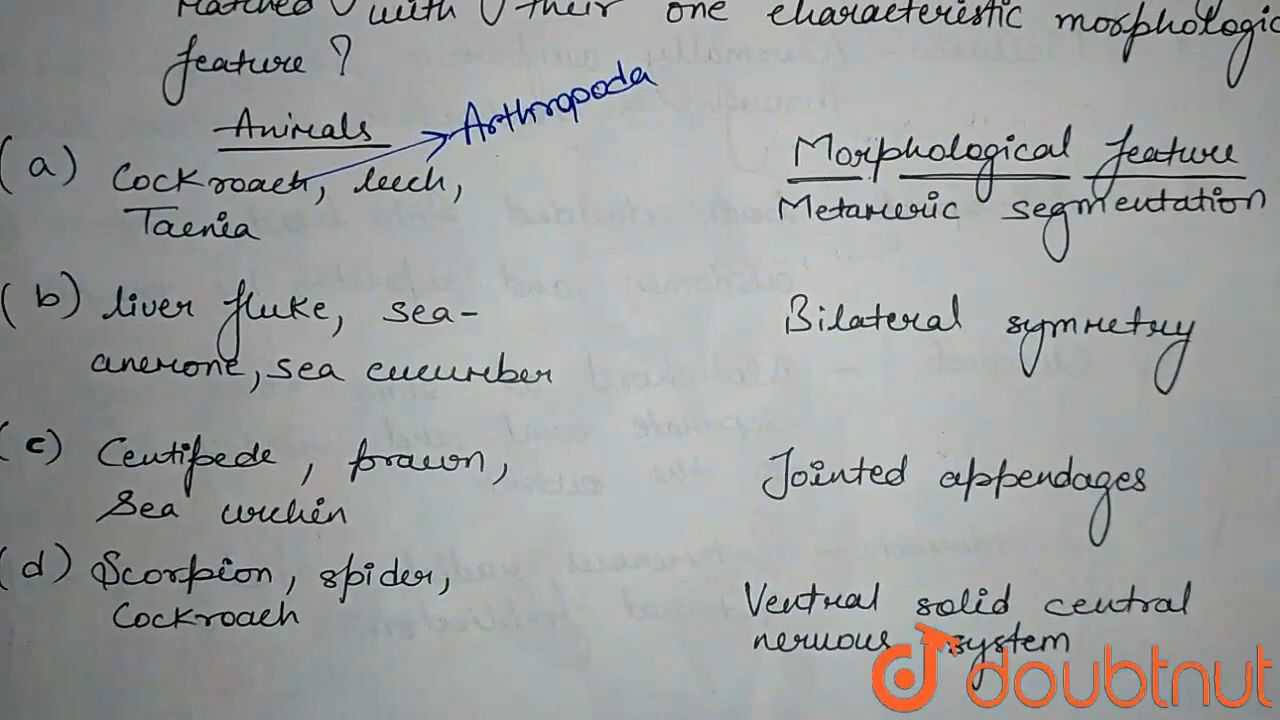 Matched with their one characteristic morphologic
feature ?
Animals
Arthropoda
Morphological feature
(a) Cockroach, leech,
Taenia
Metameric segmentation
(b) liver fluke, sea-
anemone, sea cucumber
Bilateral symmetry
(c) Centipede, prawn,
Sea urchin
Jointed appendages
(d) Scorpion, spider,
Cockroach
Ventral solid central
nervous system
doubtnut